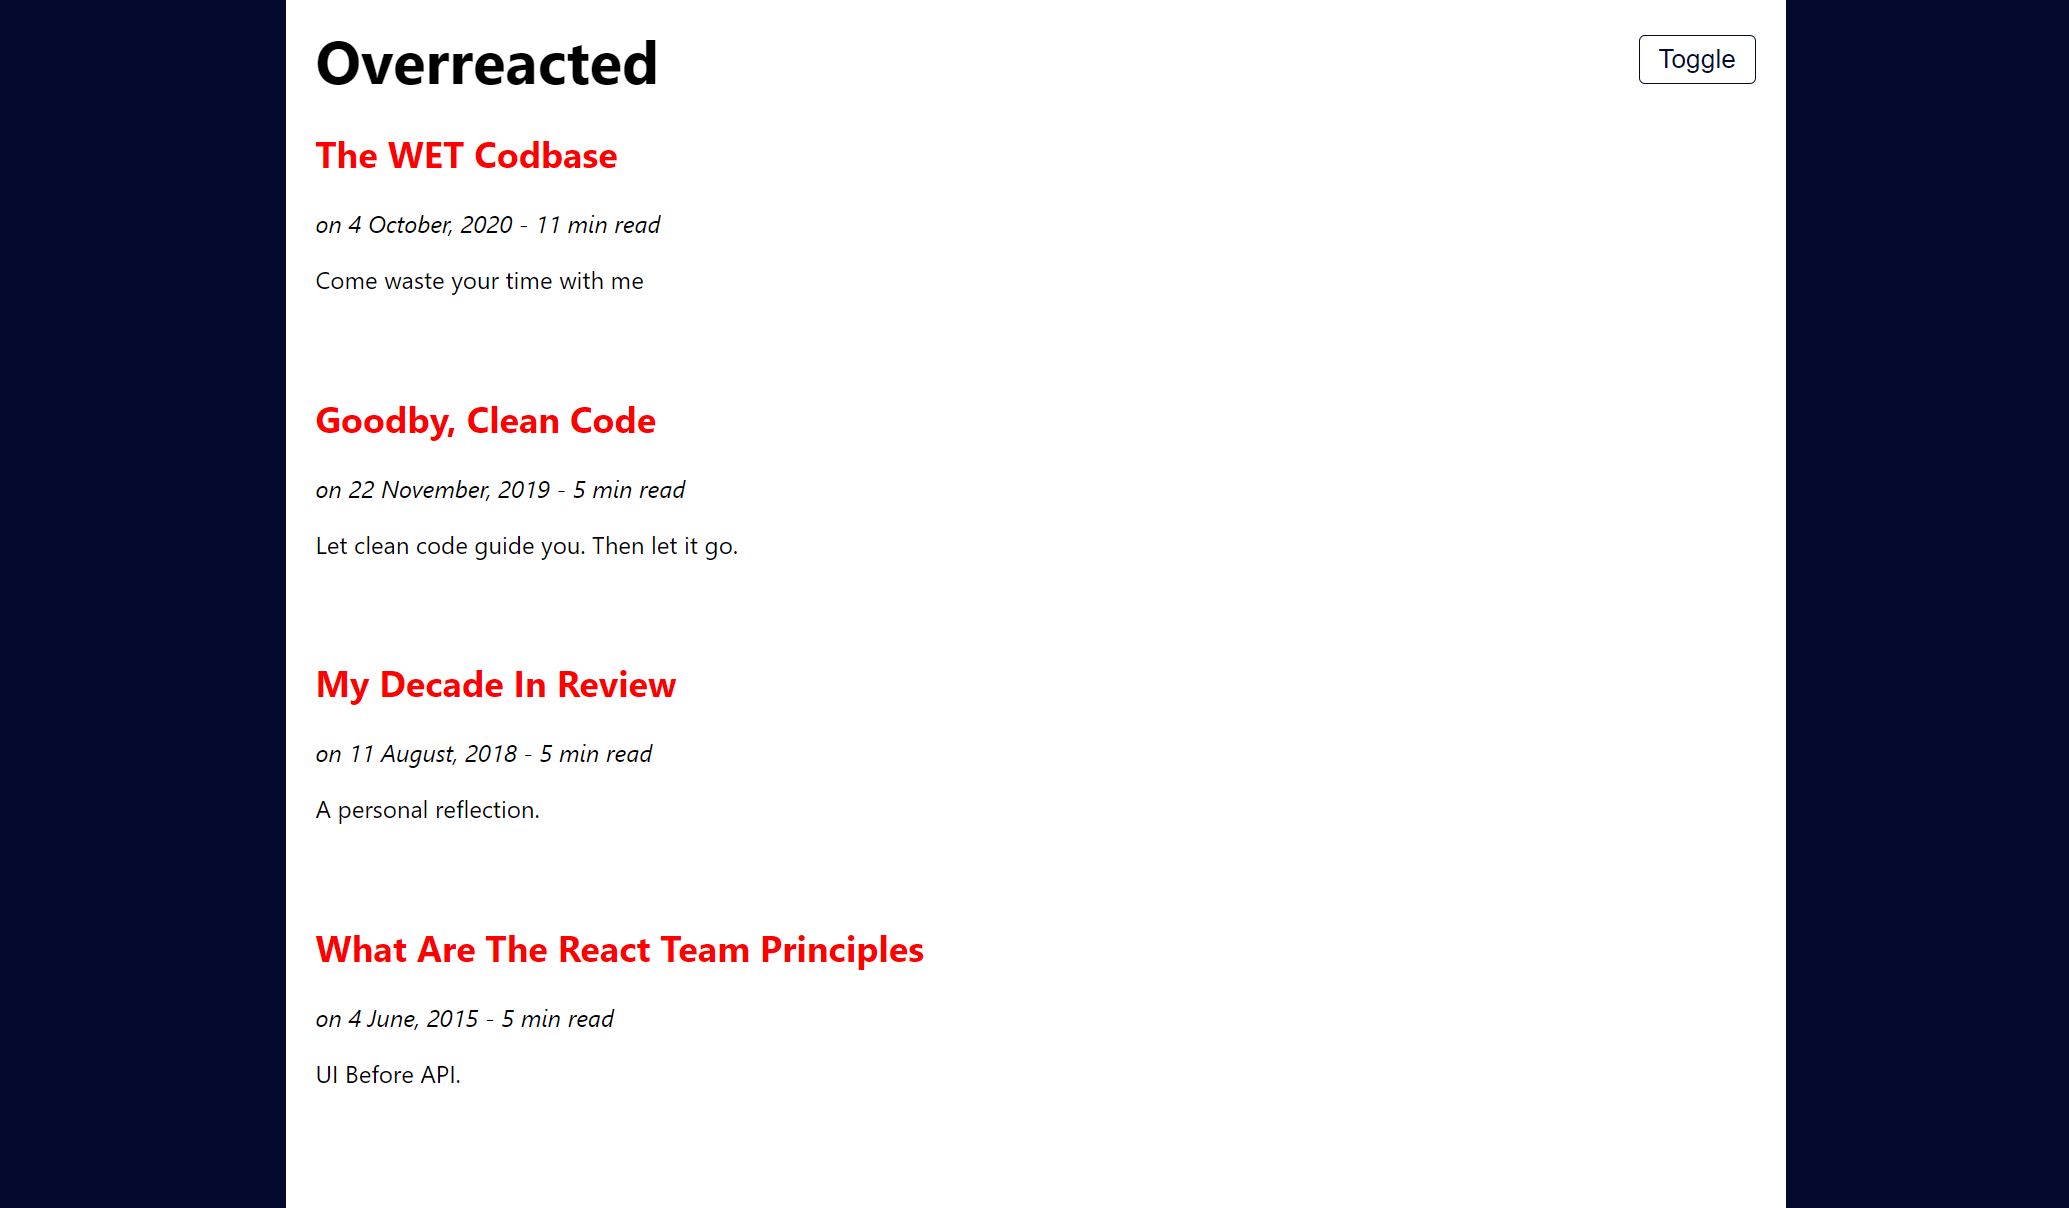 Overreacted
Toggle
The WET Codbase
on 4 October, 2020 - 11 min read
Come waste your time with me
Goodby, Clean Code
on 22 November, 2019 - 5 min read
Let clean code guide you. Then let it go.
My Decade In Review
on 11 August, 2018 - 5 min read
A personal reflection.
What Are The React Team Principles
on 4 June, 2015 - 5 min read
UI Before API.